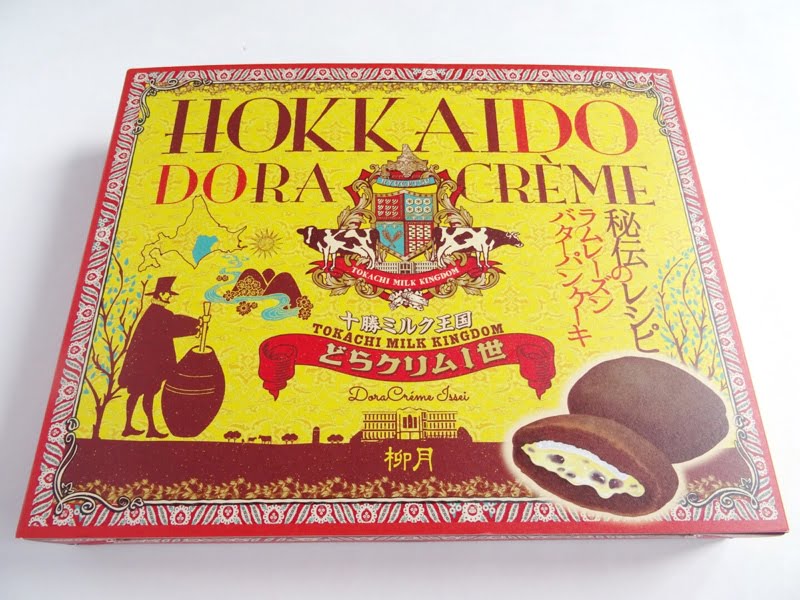 HOKKAIDO
DORA CRÈME
TOKACHI MILK KINGDOM
秘伝のレシピ
ラムレーズン
バターパンケーキ
十勝ミルク王国
TOKACHI MILK KINGDOM
どらクリム1世
DoraCréme Issei
柳月